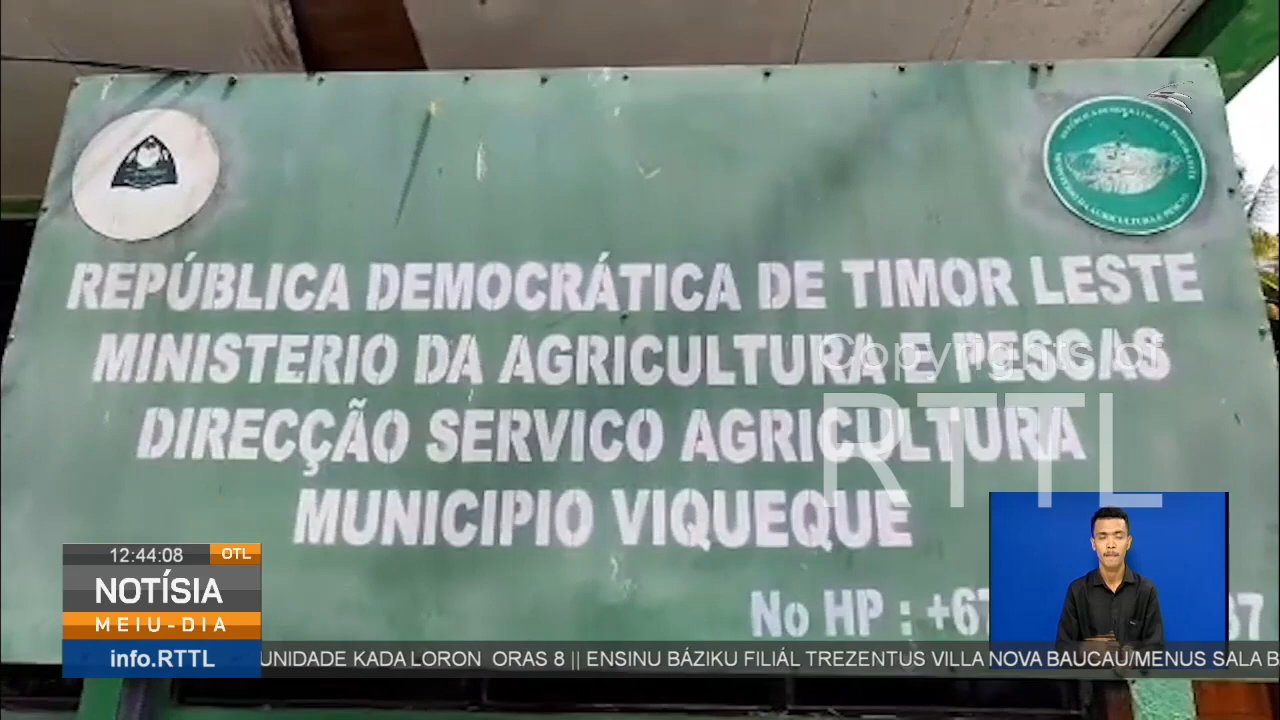 REPÚBLICA DEMOCRÁTICA DE TIMOR LESTE
MINISTERIO DA AGRICULTURA E PESCAS
DIRECÇÃO SERVICO AGRICULTURA
MUNICIPIO VIQUEQUE
No HP : +67
37
Copyrights of
RTTL
12:44:08
OTL
NOTÍSIA
MEIU-DIA
info.RTTL
UNIDADE KADA LORON ORAS 8 || ENSINU BÁZIKU FILIÁL TREZENTUS VILLA NOVA BAUCAU/MENUS SALA B